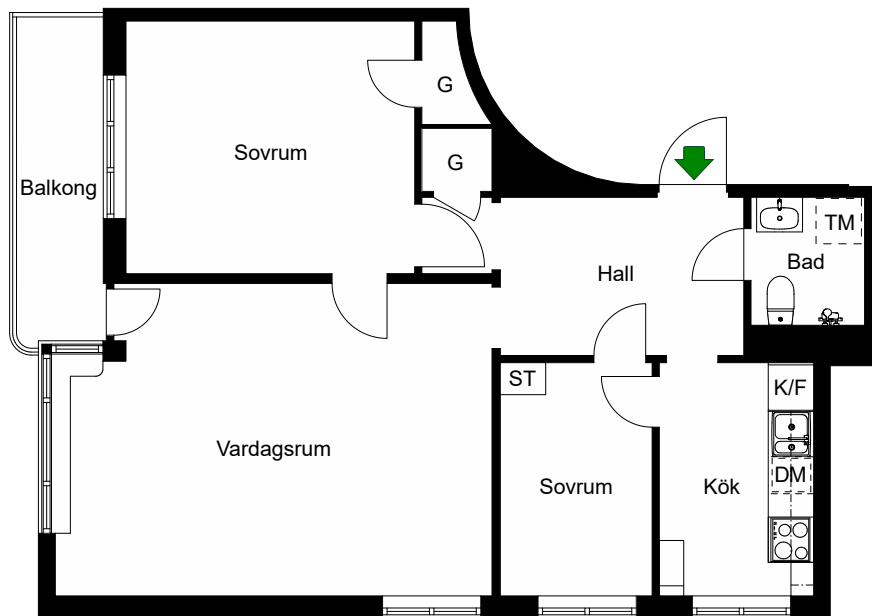 G
Sovrum
G
Balkong
TM
Bad
Hall
ST
K/F
Vardagsrum
DM
Sovrum
Kök